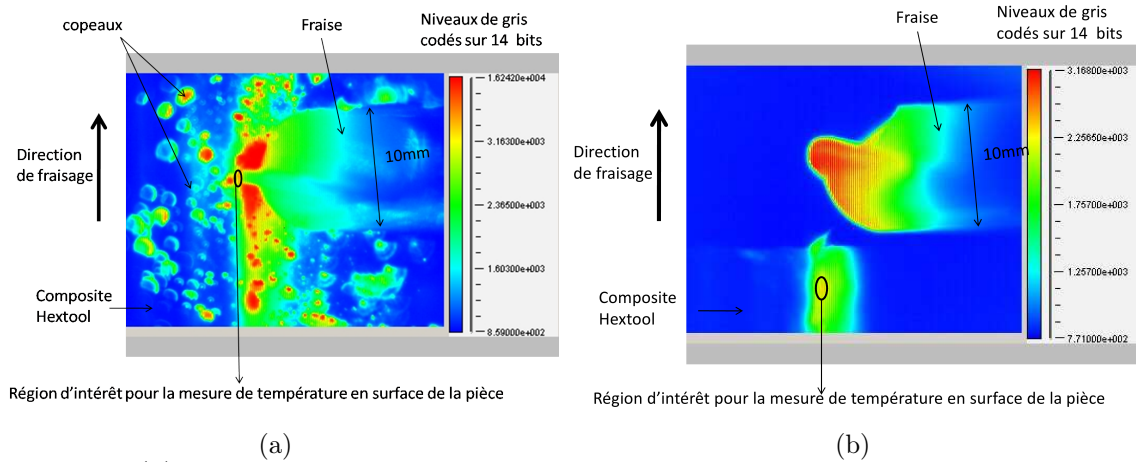 copeaux
Fraise
Niveaux de gris
codés sur 14 bits
1.62420e+004
3.16300e+003
2.36500e+003
1.60300e+003
8.59000e+002
Direction
de fraisage
10mm
Composite
Hextool
Région d'intérêt pour la mesure de température en surface de la pièce
(a)
Fraise
Niveaux de gris
codés sur 14 bits
3.16800e+003
2.25650e+003
1.75700e+003
1.25700e+003
7.71000e+002
Direction
de fraisage
10mm
Composite
Hextool
Région d'intérêt pour la mesure de température en surface de la pièce
(b)